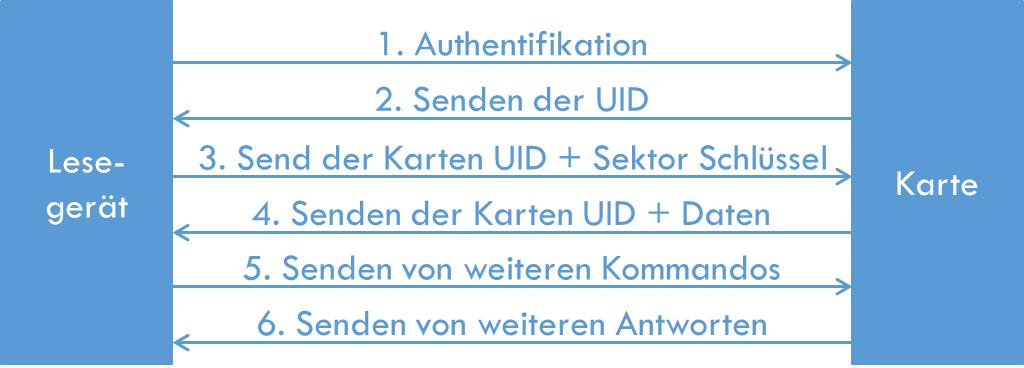 1. Authentifikation
2. Senden der UID
Lese-
gerät
3. Send der Karten UID + Sektor Schlüssel
Karte
4. Senden der Karten UID + Daten
5. Senden von weiteren Kommandos
6. Senden von weiteren Antworten